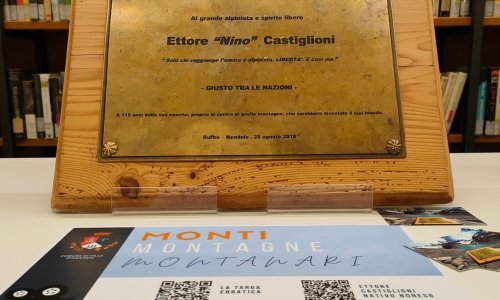 Al grande alpinista e spirito libero
Ettore "Nino" Castiglioni
"Solo chi raggiunge l'amore è alpinista. LIBERTA'. E così sia."
- GIUSTO TRA LE NAZIONI -
A 110 anni dalla sua nascita, proprio al centro di quelle montagne, che sarebbero diventate il suo mondo
Ruffrè - Mendola, 28 agosto 2018
MONTI
MONTAGNE
MONTANARI
LA TARGA
ERRATICA
ETTORE
CASTIGLIONI
NATIVO NONESO